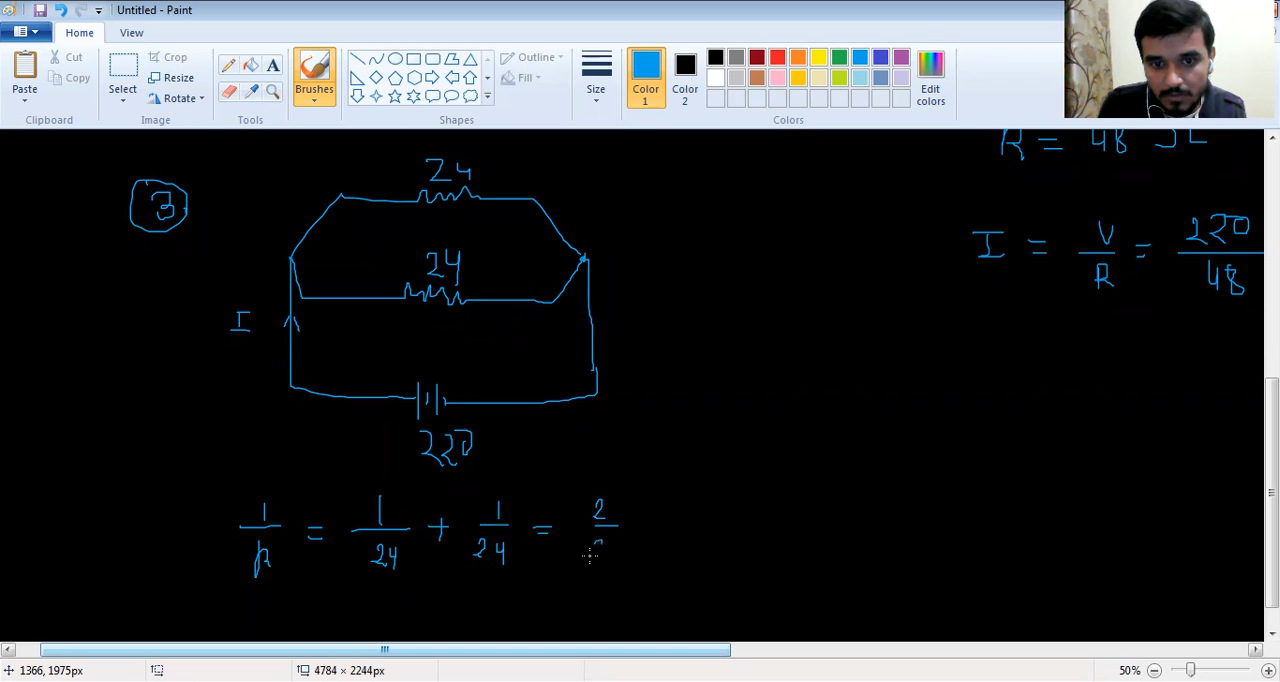 Untitled - Paint
Home View
Paste
Cut
Copy
Clipboard
Select
Crop
Resize
Rotate
Image
A
Tools
Brushes
Outline
Fill
Shapes
Size
Color 1
Color 2
Edit colors
Colors
R = 48
3
24
24
I
220
I = V/R = 220/48
1/R = 1/24 + 1/24 = 2/
1366, 1975px
4784 × 2244px
50%